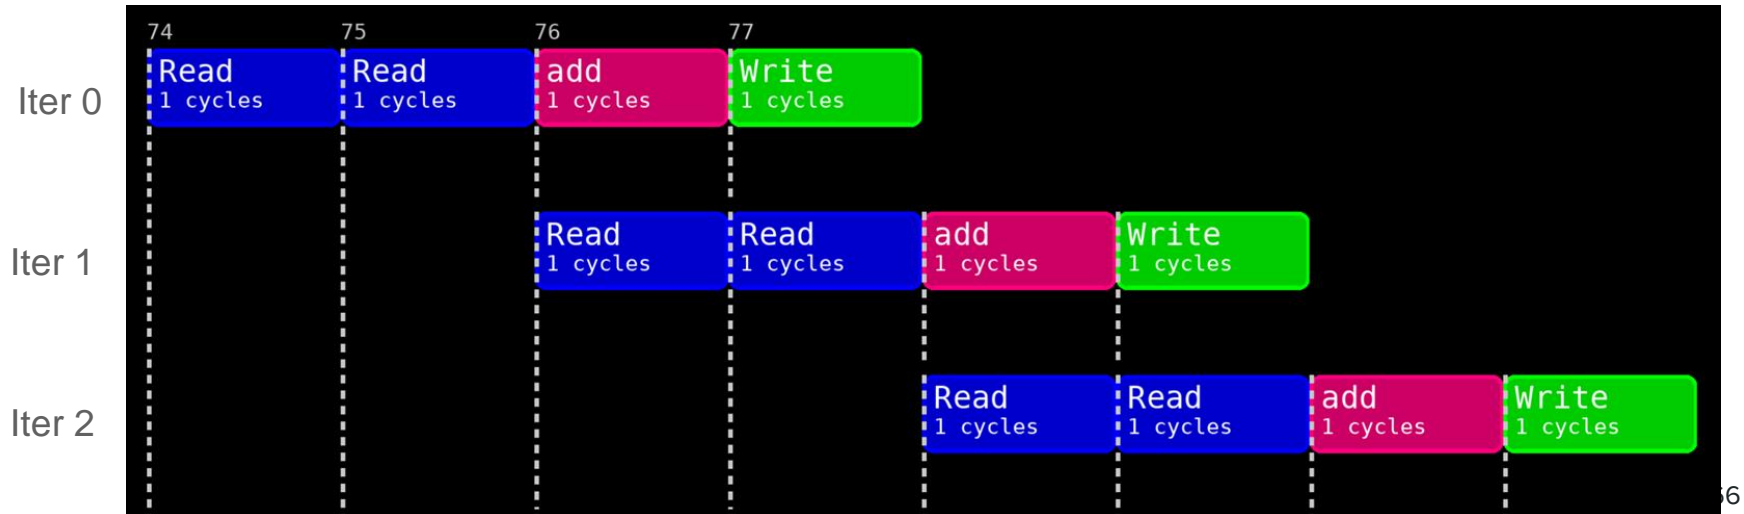 74 75 76 77
Iter 0
Read Read add Write
1 cycles 1 cycles 1 cycles 1 cycles
Iter 1
Read Read add Write
1 cycles 1 cycles 1 cycles 1 cycles
Iter 2
Read Read add Write
1 cycles 1 cycles 1 cycles 1 cycles